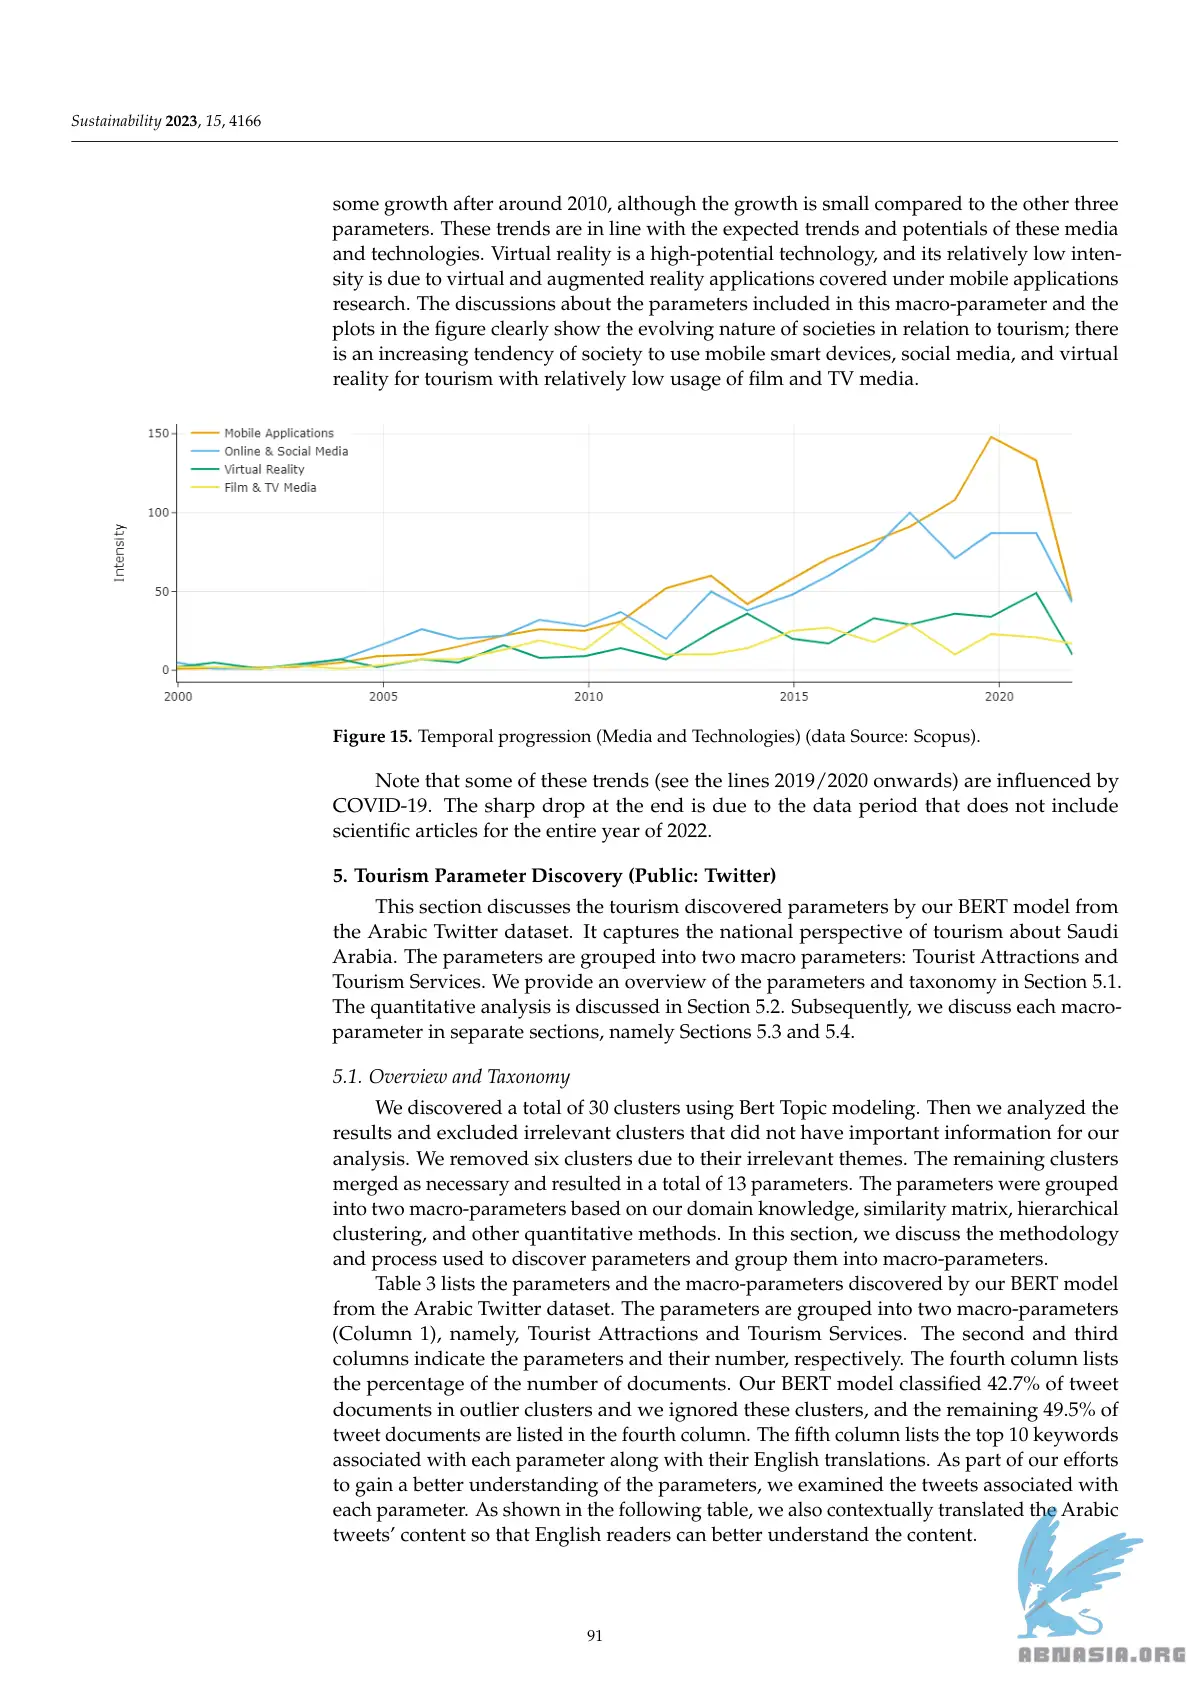 Sustainability 2023, 15, 4166
some growth after around 2010, although the growth is small compared to the other three
parameters. These trends are in line with the expected trends and potentials of these media
and technologies. Virtual reality is a high-potential technology, and its relatively low inten-
sity is due to virtual and augmented reality applications covered under mobile applications
research. The discussions about the parameters included in this macro-parameter and the
plots in the figure clearly show the evolving nature of societies in relation to tourism; there
is an increasing tendency of society to use mobile smart devices, social media, and virtual
reality for tourism with relatively low usage of film and TV media.
Mobile Applications
Online & Social Media
Virtual Reality
Film & TV Media
Intensity
150
100
50
0
2000 2005 2010 2015 2020
Figure 15. Temporal progression (Media and Technologies) (data Source: Scopus).
Note that some of these trends (see the lines 2019/2020 onwards) are influenced by
COVID-19. The sharp drop at the end is due to the data period that does not include
scientific articles for the entire year of 2022.
5. Tourism Parameter Discovery (Public: Twitter)
This section discusses the tourism discovered parameters by our BERT model from
the Arabic Twitter dataset. It captures the national perspective of tourism about Saudi
Arabia. The parameters are grouped into two macro parameters: Tourist Attractions and
Tourism Services. We provide an overview of the parameters and taxonomy in Section 5.1.
The quantitative analysis is discussed in Section 5.2. Subsequently, we discuss each macro-
parameter in separate sections, namely Sections 5.3 and 5.4.
5.1. Overview and Taxonomy
We discovered a total of 30 clusters using Bert Topic modeling. Then we analyzed the
results and excluded irrelevant clusters that did not have important information for our
analysis. We removed six clusters due to their irrelevant themes. The remaining clusters
merged as necessary and resulted in a total of 13 parameters. The parameters were grouped
into two macro-parameters based on our domain knowledge, similarity matrix, hierarchical
clustering, and other quantitative methods. In this section, we discuss the methodology
and process used to discover parameters and group them into macro-parameters.
Table 3 lists the parameters and the macro-parameters discovered by our BERT model
from the Arabic Twitter dataset. The parameters are grouped into two macro-parameters
(Column 1), namely, Tourist Attractions and Tourism Services. The second and third
columns indicate the parameters and their number, respectively. The fourth column lists
the percentage of the number of documents. Our BERT model classified 42.7% of tweet
documents in outlier clusters and we ignored these clusters, and the remaining 49.5% of
tweet documents are listed in the fourth column. The fifth column lists the top 10 keywords
associated with each parameter along with their English translations. As part of our efforts
to gain a better understanding of the parameters, we examined the tweets associated with
each parameter. As shown in the following table, we also contextually translated the Arabic
tweets' content so that English readers can better understand the content.
91
ABNASIA.ORG